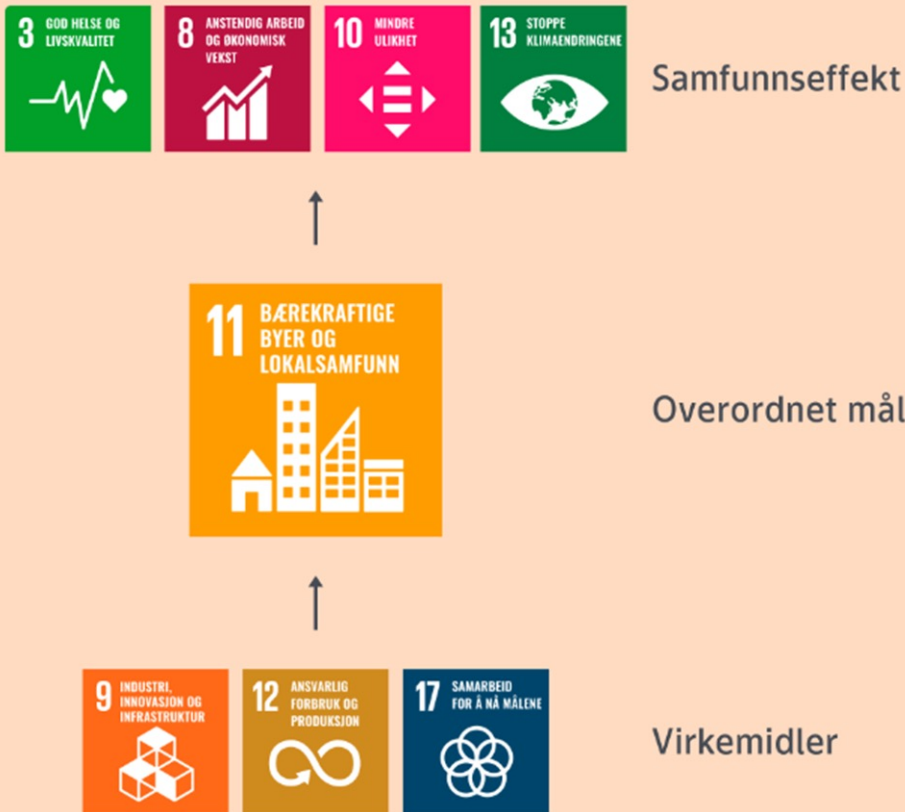 3 GOD HELSE OG
LIVSKVALITET
8 ANSTENDIG ARBEID
OG ØKONOMISK
VEKST
10 MINDRE
ULIKHET
13 STOPPE
KLIMAENDRINGENE
Samfunnseffekt
11 BÆREKRAFTIGE
BYER OG
LOKALSAMFUNN
Overordnet mål
9 INDUSTRI,
INNOVASJON OG
INFRASTRUKTUR
12 ANSVARLIG
FORBRUK OG
PRODUKSJON
17 SAMARBEID
FOR Å NÅ MÅLENE
Virkemidler